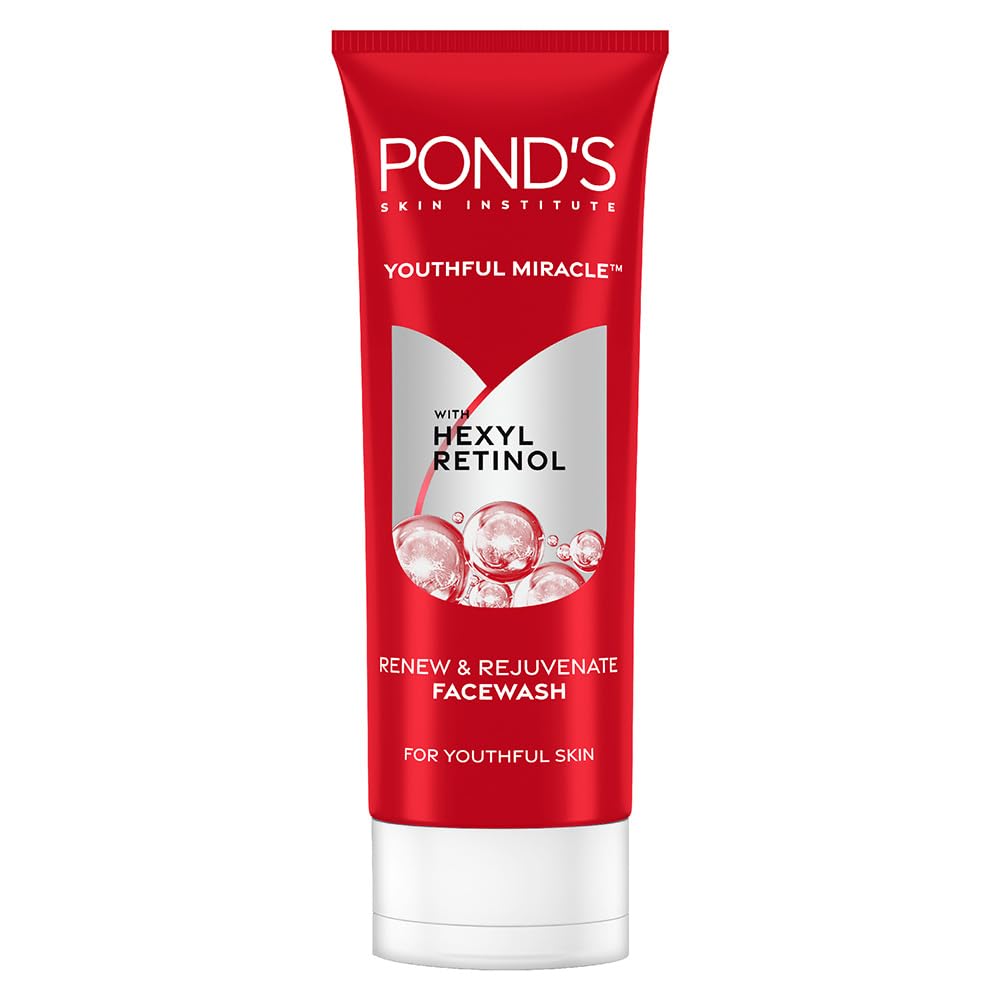 POND'S
SKIN INSTITUTE
YOUTHFUL MIRACLE™
WITH
HEXYL
RETINOL
RENEW & REJUVENATE
FACEWASH
FOR YOUTHFUL SKIN